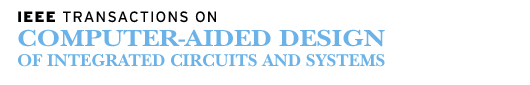 IEEE TRANSACTIONS ON
COMPUTER-AIDED DESIGN
OF INTEGRATED CIRCUITS AND SYSTEMS